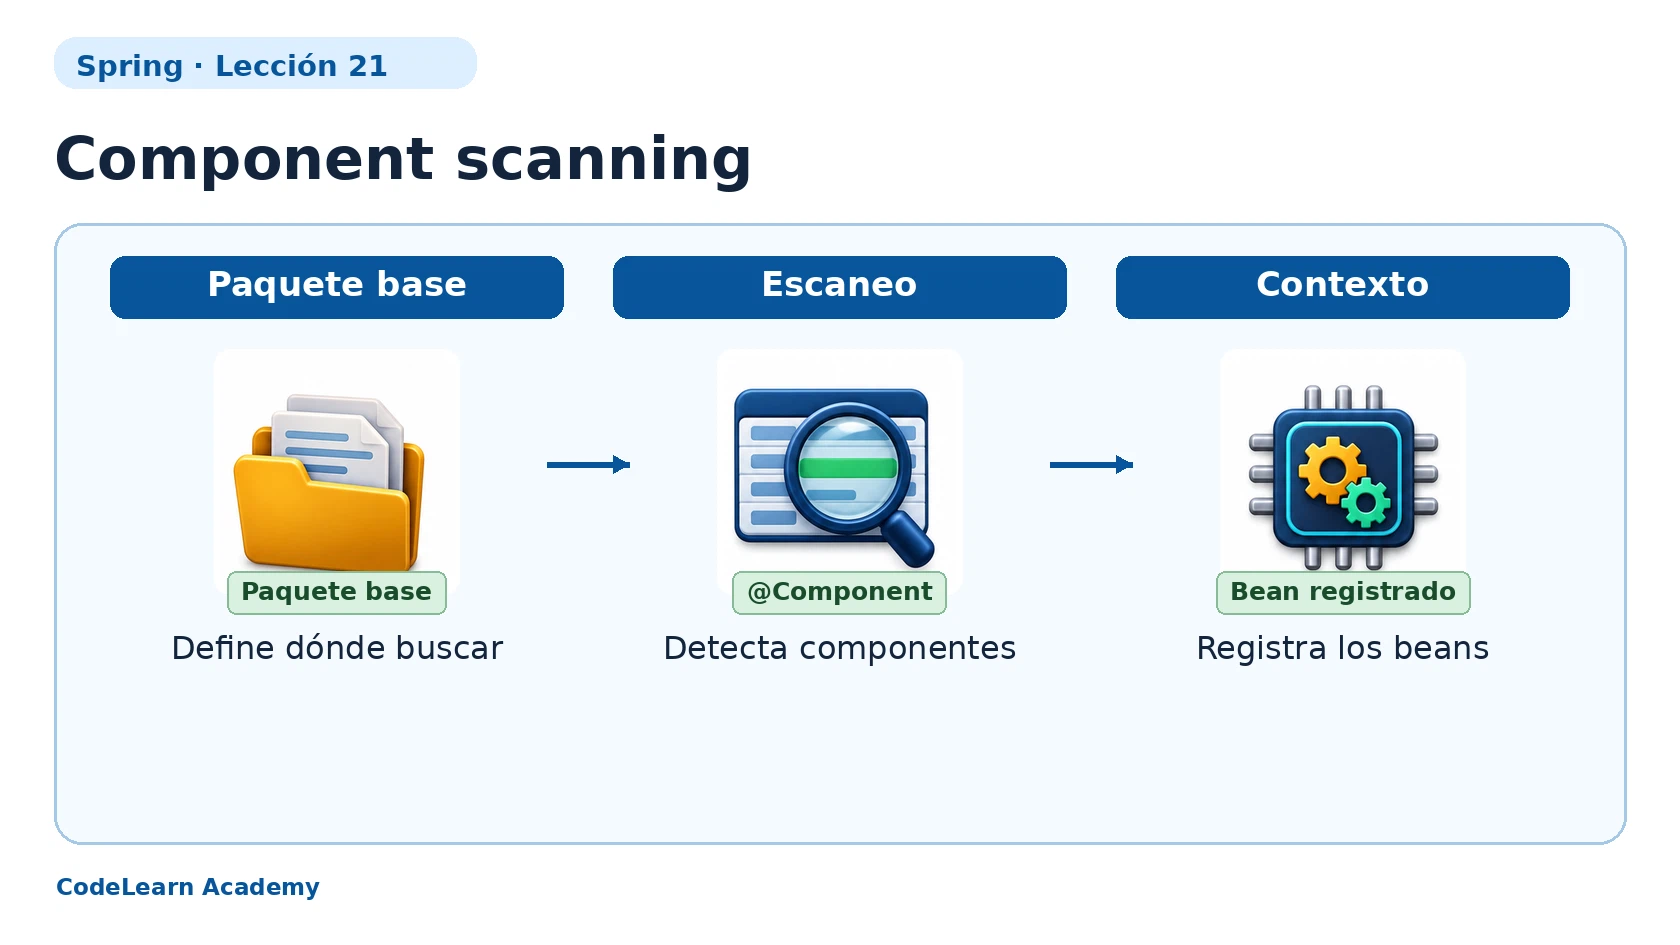 Spring · Lección 21
Component scanning
Paquete base
Escaneo
Contexto
Paquete base
@Component
Bean registrado
Define dónde buscar
Detecta componentes
Registra los beans
CodeLearn Academy